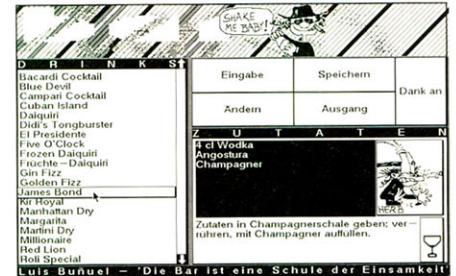 SHAKE
ME BABY!
DRINKS
Bacardi Cocktail
Blue Devil
Campari Cocktail
Cuban Island
Daiquiri
Didi's Tongburster
El Presidente
Five O'Clock
Frozen Daiquiri
Früchte-Daiquiri
Gin Fizz
Golden Fizz
James Bond
Kir Royal
Manhattan Dry
Margarita
Martini Dry
Millionaire
Red Lion
Roli Special
Eingabe
Speichern
Dank an
Ändern
Ausgang
ZUTATEN
4 cl Wodka
Angostura
Champagner
HERB
Zutaten in Champagnerschale geben; ver-
rühren, mit Champagner auffüllen.
Luis Buñuel - 'Die Bar ist eine Schule der Einsamkeit'